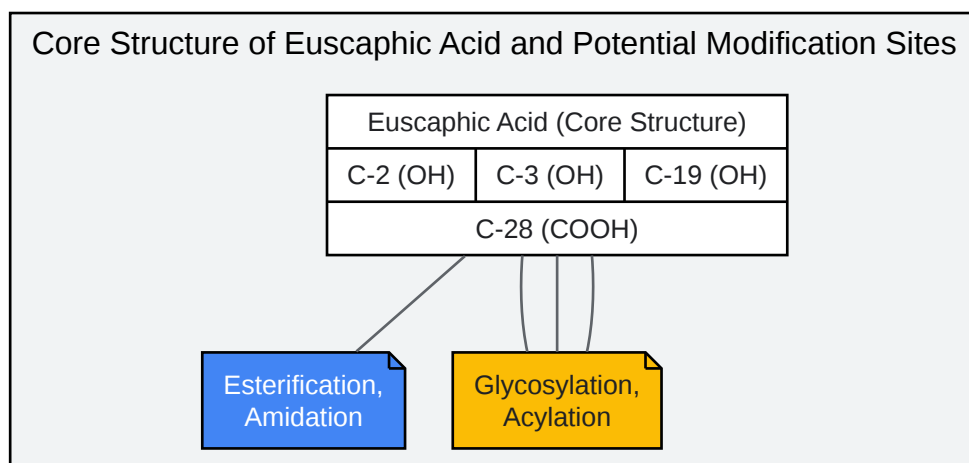 Core Structure of Euscaphic Acid and Potential Modification Sites
Euscaphic Acid (Core Structure)
C-2 (OH) C-3 (OH) C-19 (OH)
C-28 (COOH)
Esterification,
Amidation
Glycosylation,
Acylation